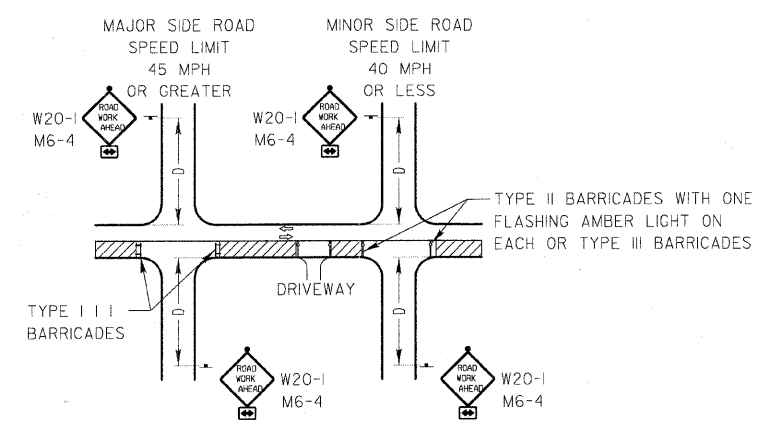 MAJOR SIDE ROAD
SPEED LIMIT
45 MPH
OR GREATER
MINOR SIDE ROAD
SPEED LIMIT
40 MPH
OR LESS
ROAD
WORK
AHEAD
W20-1
M6-4
D
ROAD
WORK
AHEAD
W20-1
M6-4
D
TYPE II BARRICADES WITH ONE
FLASHING AMBER LIGHT ON
EACH OR TYPE III BARRICADES
DRIVEWAY
TYPE III
BARRICADES
D
ROAD
WORK
AHEAD
W20-1
M6-4
D
ROAD
WORK
AHEAD
W20-1
M6-4